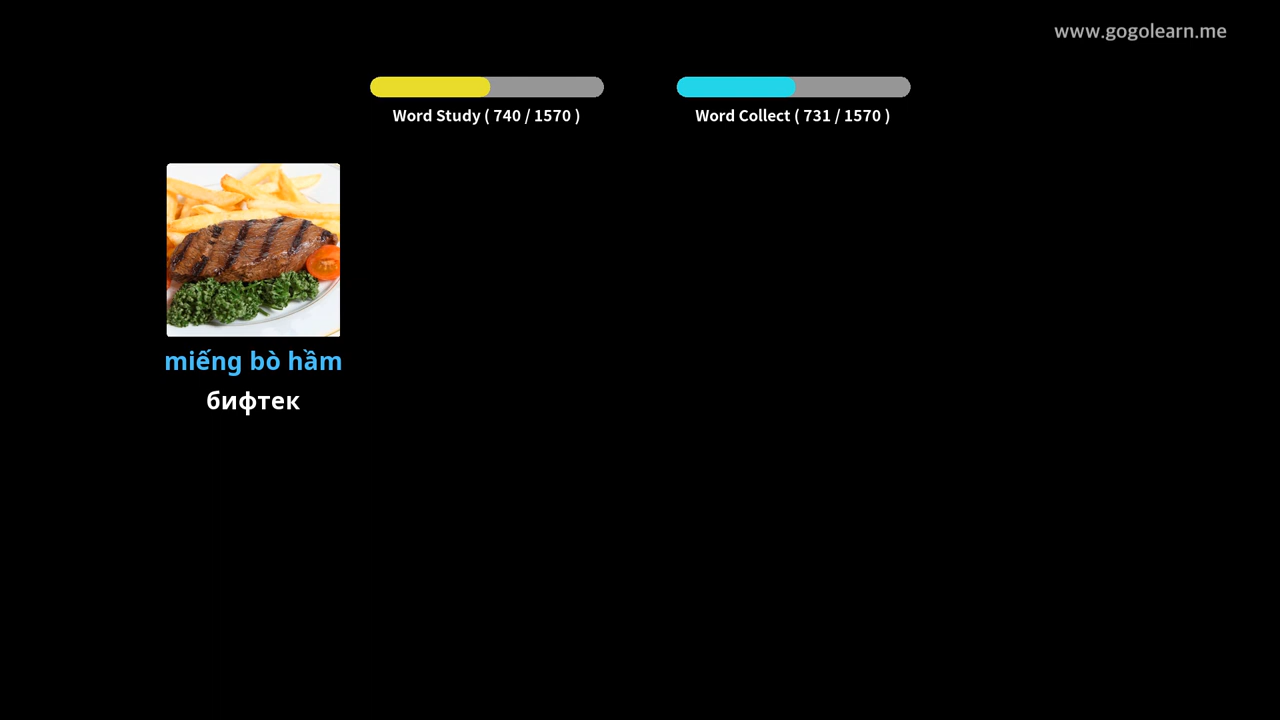 www.gogolearn.me
Word Study ( 740 / 1570 )
Word Collect ( 731 / 1570 )
miếng bò hầm
бифтек